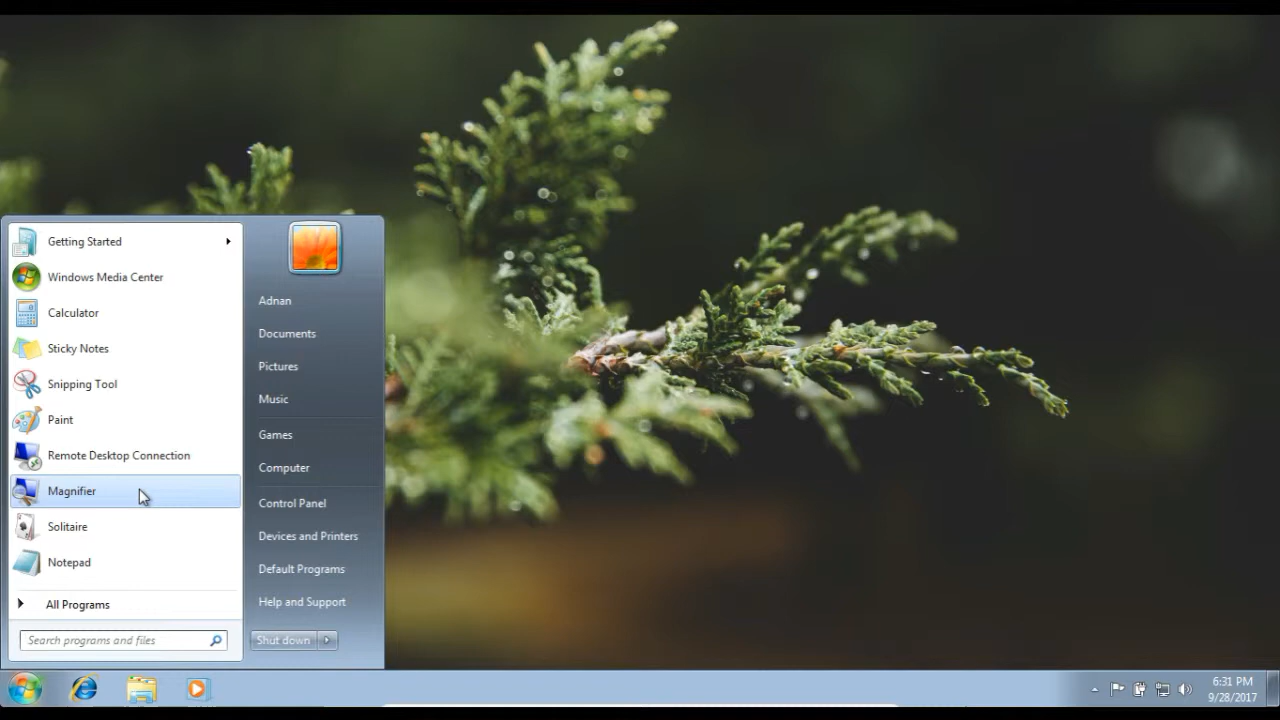 Getting Started
Windows Media Center
Calculator
Sticky Notes
Snipping Tool
Paint
Remote Desktop Connection
Magnifier
Solitaire
Notepad
All Programs
Search programs and files
Adnan
Documents
Pictures
Music
Games
Computer
Control Panel
Devices and Printers
Default Programs
Help and Support
Shut down
6:31 PM
9/28/2017